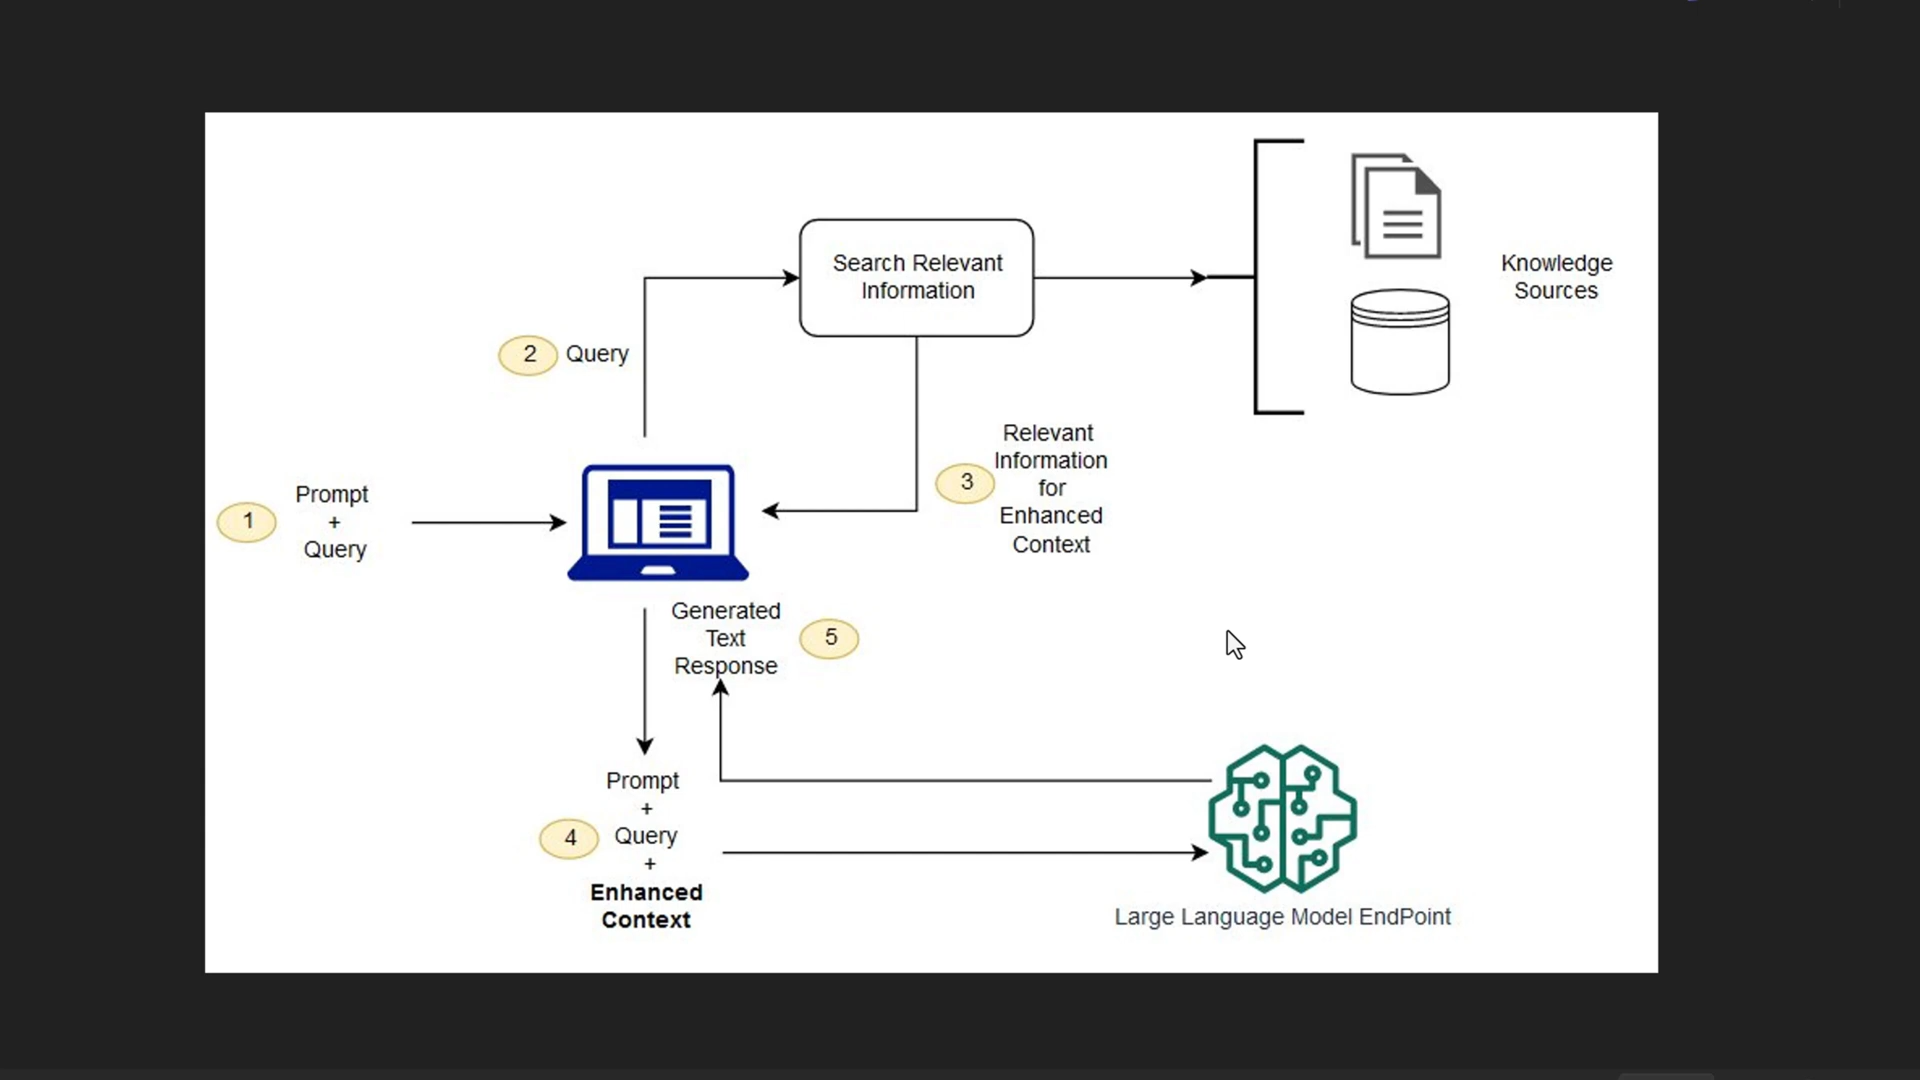 Search Relevant
Information
Knowledge
Sources
2 Query
Relevant
Information
for
Enhanced
Context
3
1
Prompt
+
Query
Generated
Text
Response
5
Prompt
+
Query
+
Enhanced
Context
4
Large Language Model EndPoint